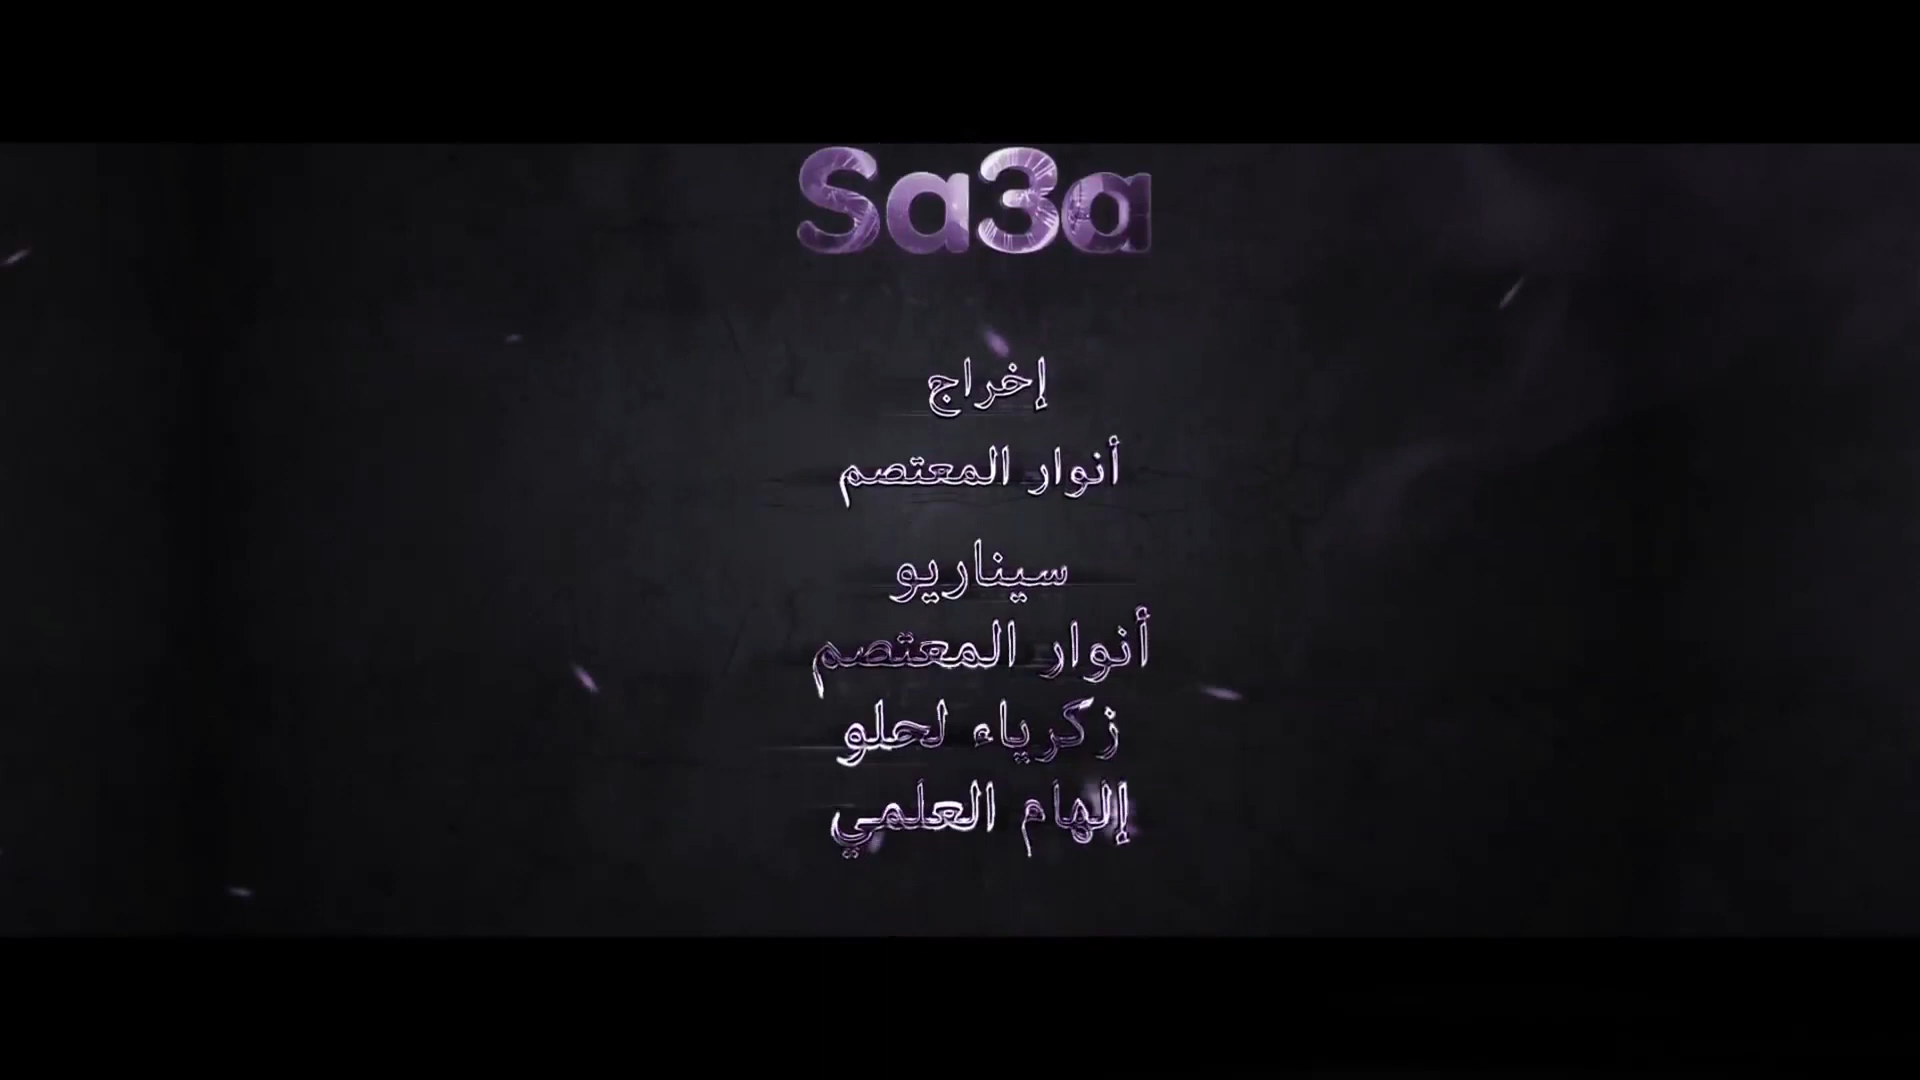 Sa3a
إخراج
أنوار المعتصم
سيناريو
أنوار المعتصم
زكرياء لحلو
إلهام العلمي